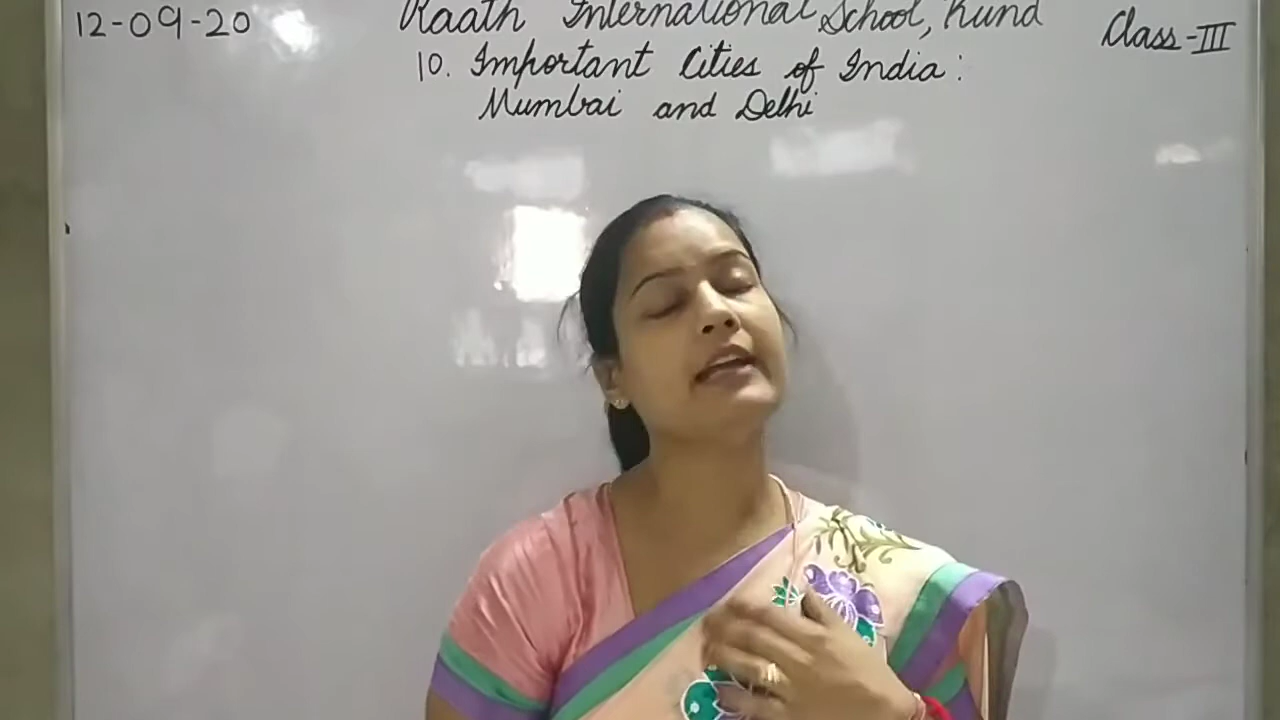 12-09-20
Raath International School, Kund
Class-III
10. Important Cities of India:
Mumbai and Delhi